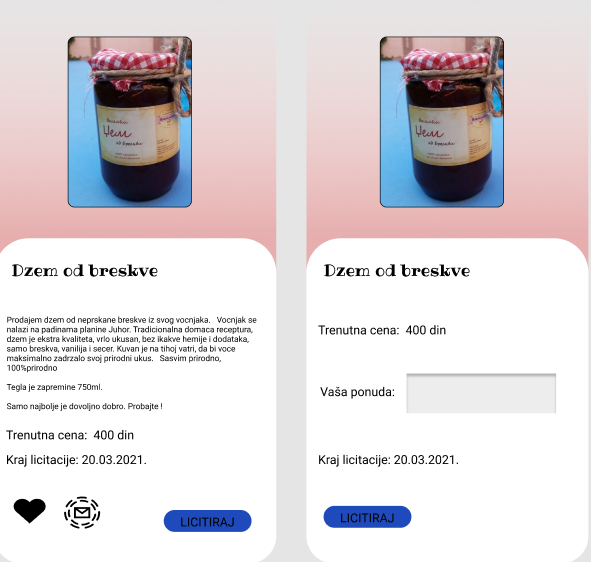 Dzem od breskve
Prodajem dzem od neprskane breskve iz svog vocnjaka. Vocnjak se
nalazi na padinama planine Juhor. Tradicionalna domaca receptura,
dzem je ekstra kvaliteta, vrlo ukusan, bez ikakve hemije i dodataka,
samo breskva, vanilija i secer. Kuvan je na tihoj vatri, da bi voce
maksimalno zadrzalo svoj prirodni ukus. Sasvim prirodno,
100%prirodno
Tegla je zapremine 750ml.
Samo najbolje je dovoljno dobro. Probajte !
Trenutna cena: 400 din
Kraj licitacije: 20.03.2021.
LICITIRAJ
Dzem od breskve
Trenutna cena: 400 din
Vaša ponuda:
Kraj licitacije: 20.03.2021.
LICITIRAJ